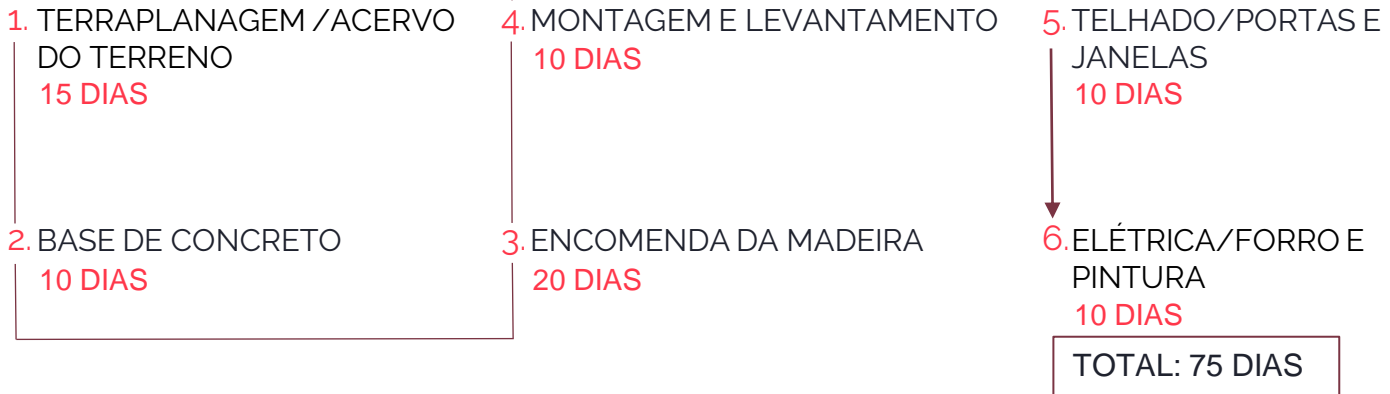 1. TERRAPLANAGEM /ACERVO
DO TERRENO
15 DIAS
2. BASE DE CONCRETO
10 DIAS
3. ENCOMENDA DA MADEIRA
20 DIAS
4. MONTAGEM E LEVANTAMENTO
10 DIAS
5. TELHADO/PORTAS E
JANELAS
10 DIAS
6. ELÉTRICA/FORRO E
PINTURA
10 DIAS
TOTAL: 75 DIAS